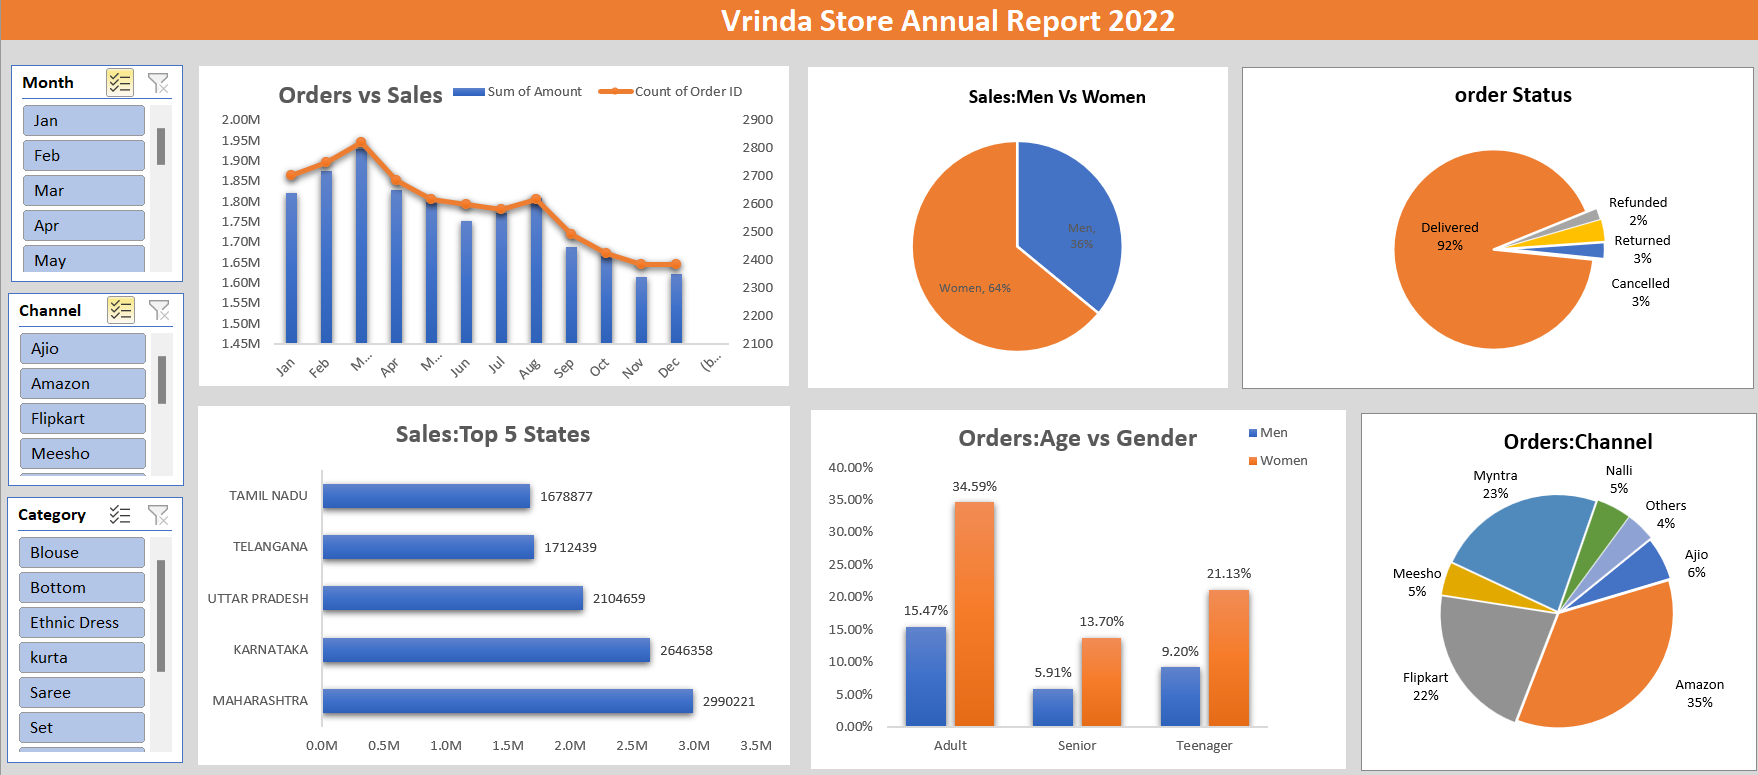 Vrinda Store Annual Report 2022
Month
Jan
Feb
Mar
Apr
May
Channel
Ajio
Amazon
Flipkart
Meesho
Category
Blouse
Bottom
Ethnic Dress
kurta
Saree
Set
Orders vs Sales
Sum of Amount
Count of Order ID
2.00M
1.95M
1.90M
1.85M
1.80M
1.75M
1.70M
1.65M
1.60M
1.55M
1.50M
1.45M
2900
2800
2700
2600
2500
2400
2300
2200
2100
Jan
Feb
M...
Apr
M...
Jun
Jul
Aug
Sep
Oct
Nov
Dec
(b...
Sales:Men Vs Women
Men,
36%
Women, 64%
order Status
Delivered
92%
Refunded
2%
Returned
3%
Cancelled
3%
Sales:Top 5 States
TAMIL NADU
1678877
TELANGANA
1712439
UTTAR PRADESH
2104659
KARNATAKA
2646358
MAHARASHTRA
2990221
0.0M
0.5M
1.0M
1.5M
2.0M
2.5M
3.0M
3.5M
Orders:Age vs Gender
Men
Women
40.00%
35.00%
30.00%
25.00%
20.00%
15.00%
10.00%
5.00%
0.00%
15.47%
34.59%
5.91%
13.70%
9.20%
21.13%
Adult
Senior
Teenager
Orders:Channel
Myntra
23%
Nalli
5%
Others
4%
Ajio
6%
Meesho
5%
Flipkart
22%
Amazon
35%